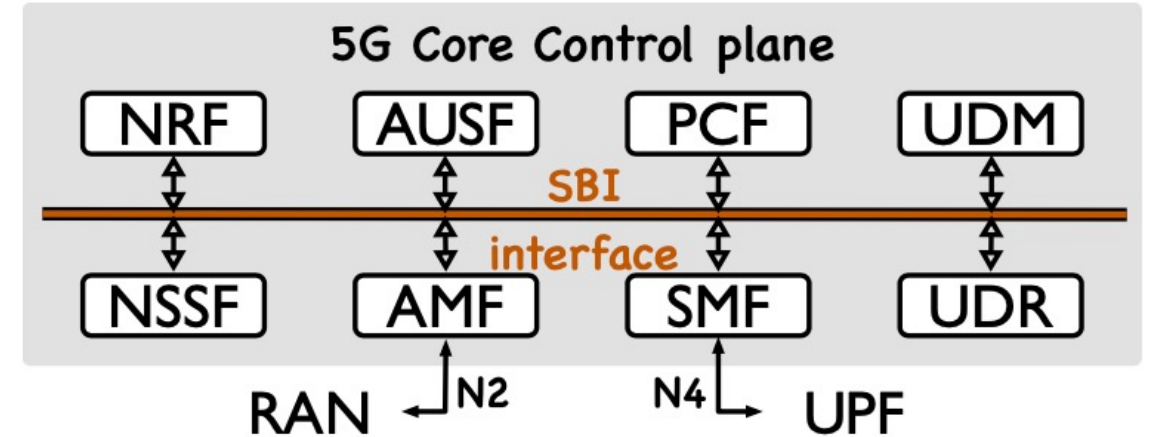 5G Core Control plane
NRF AUSF PCF UDM
SBI
interface
NSSF AMF SMF UDR
N2 N4
RAN UPF